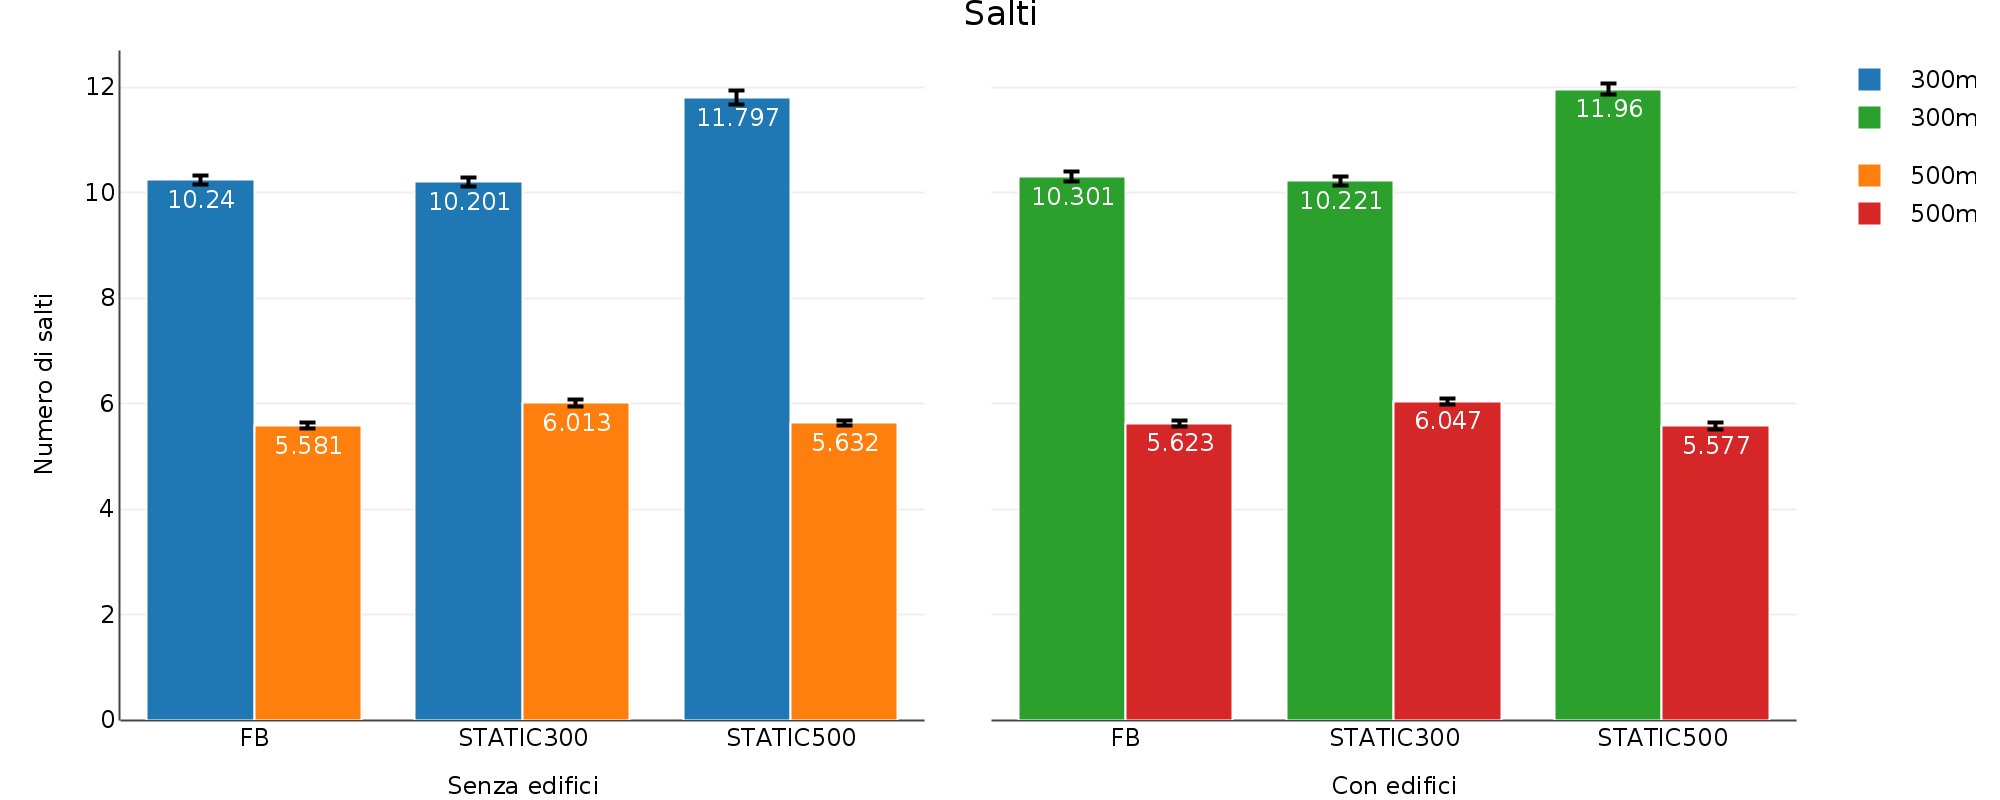 Salti
Numero di salti
12
10
8
6
4
2
0
10.24
5.581
10.201
6.013
11.797
5.632
FB
STATIC300
STATIC500
Senza edifici
10.301
5.623
10.221
6.047
11.96
5.577
FB
STATIC300
STATIC500
Con edifici
300m
300m
500m
500m